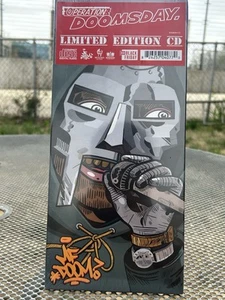 OPERATION:
DOOMSDAY.
LIMITED EDITION CD
MF
DOOM